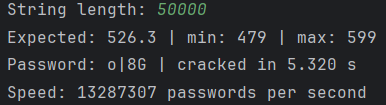 String length: 50000
Expected: 526.3 | min: 479 | max: 599
Password: o|8G | cracked in 5.320 s
Speed: 13287307 passwords per second